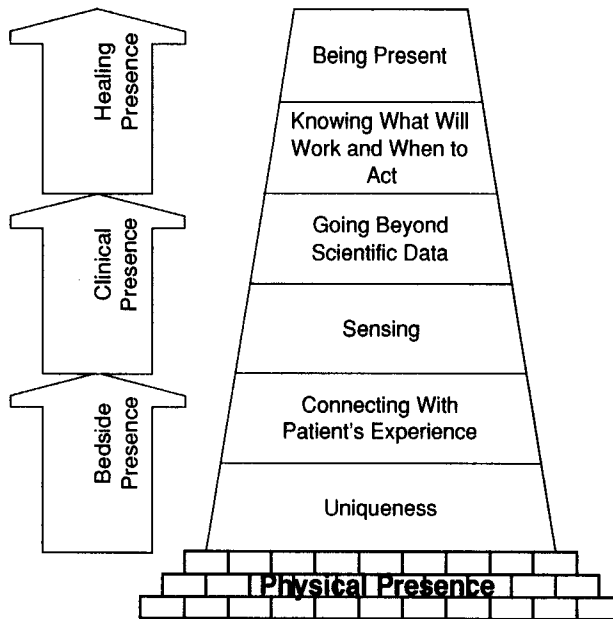 Healing
Presence
Clinical
Presence
Bedside
Presence
Being Present
Knowing What Will
Work and When to
Act
Going Beyond
Scientific Data
Sensing
Connecting With
Patient's Experience
Uniqueness
Physical Presence